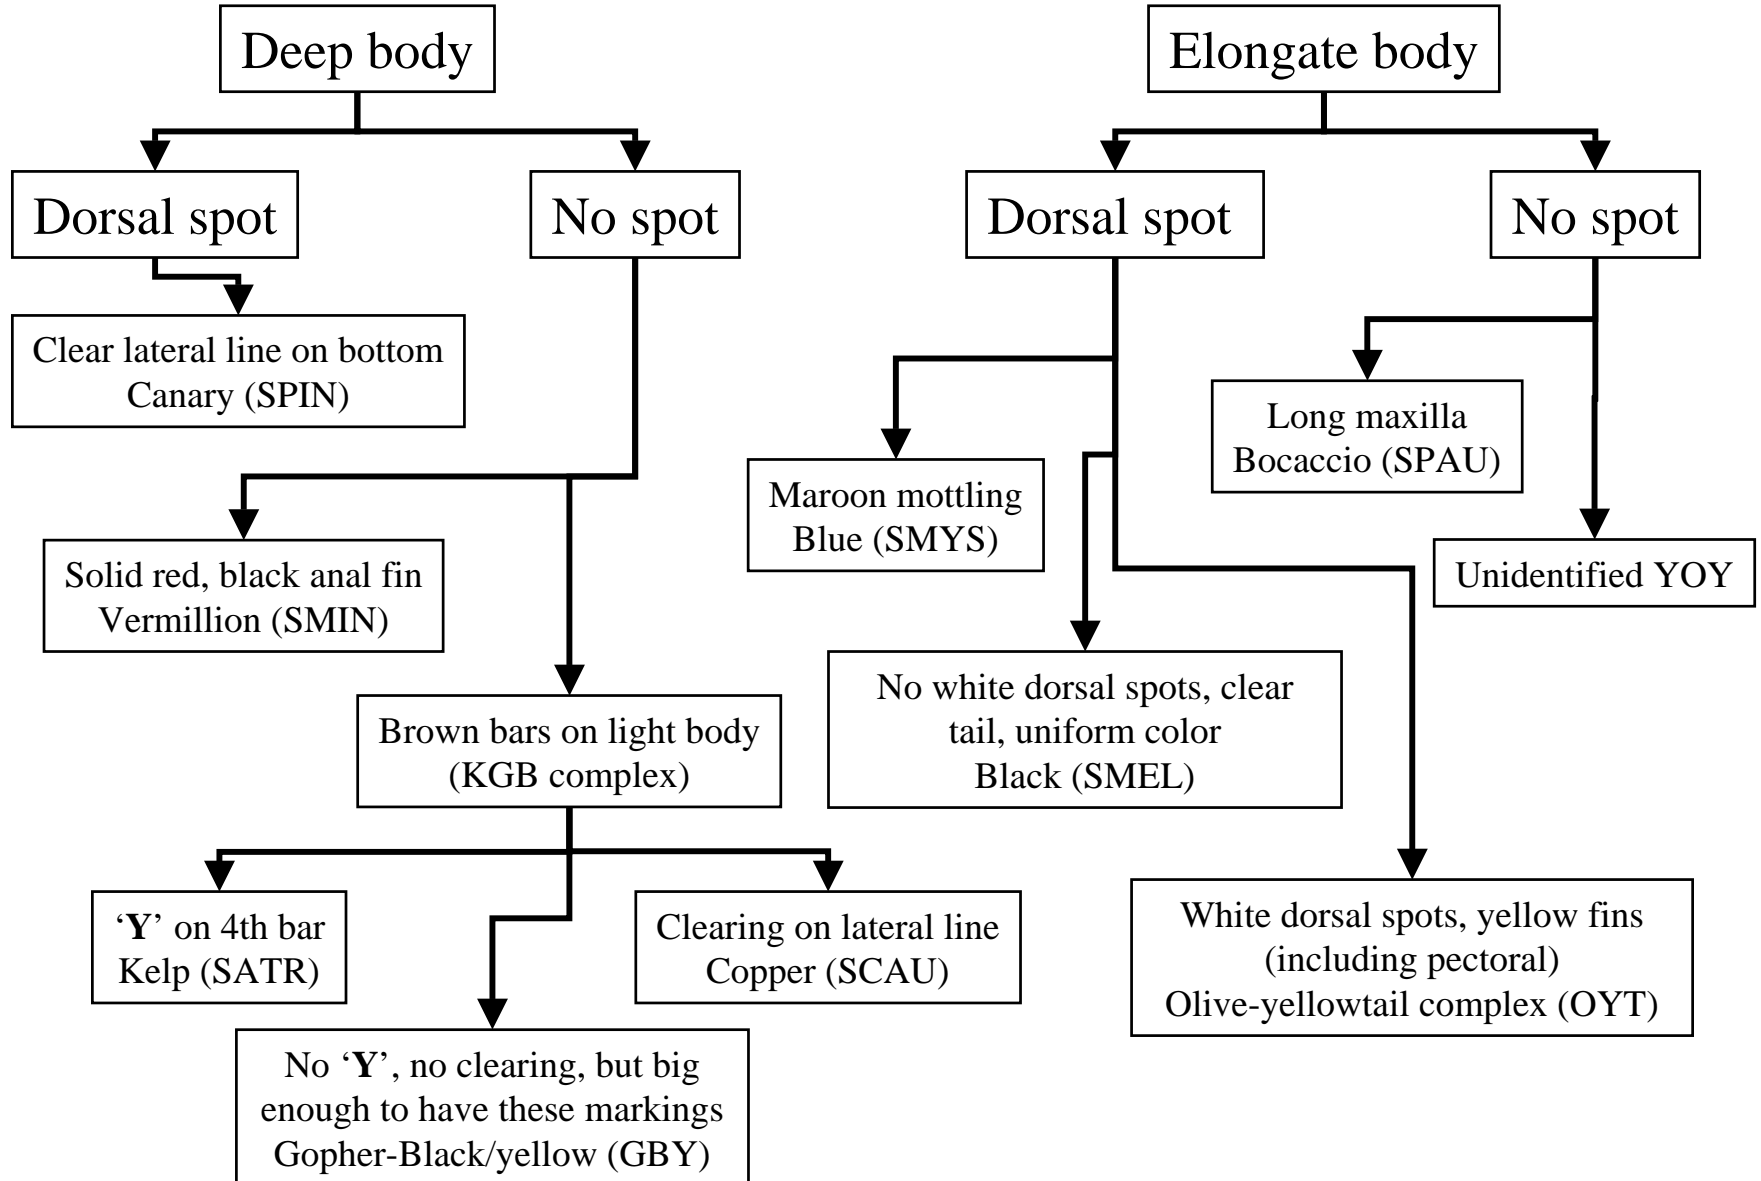 Deep body
Dorsal spot
No spot
Clear lateral line on bottom
Canary (SPIN)
Solid red, black anal fin
Vermillion (SMIN)
Brown bars on light body
(KGB complex)
‘Y’ on 4th bar
Kelp (SATR)
No ‘Y’, no clearing, but big
enough to have these markings
Gopher-Black/yellow (GBY)
Clearing on lateral line
Copper (SCAU)
Elongate body
Dorsal spot
No spot
Maroon mottling
Blue (SMYS)
No white dorsal spots, clear
tail, uniform color
Black (SMEL)
White dorsal spots, yellow fins
(including pectoral)
Olive-yellowtail complex (OYT)
Long maxilla
Bocaccio (SPAU)
Unidentified YOY